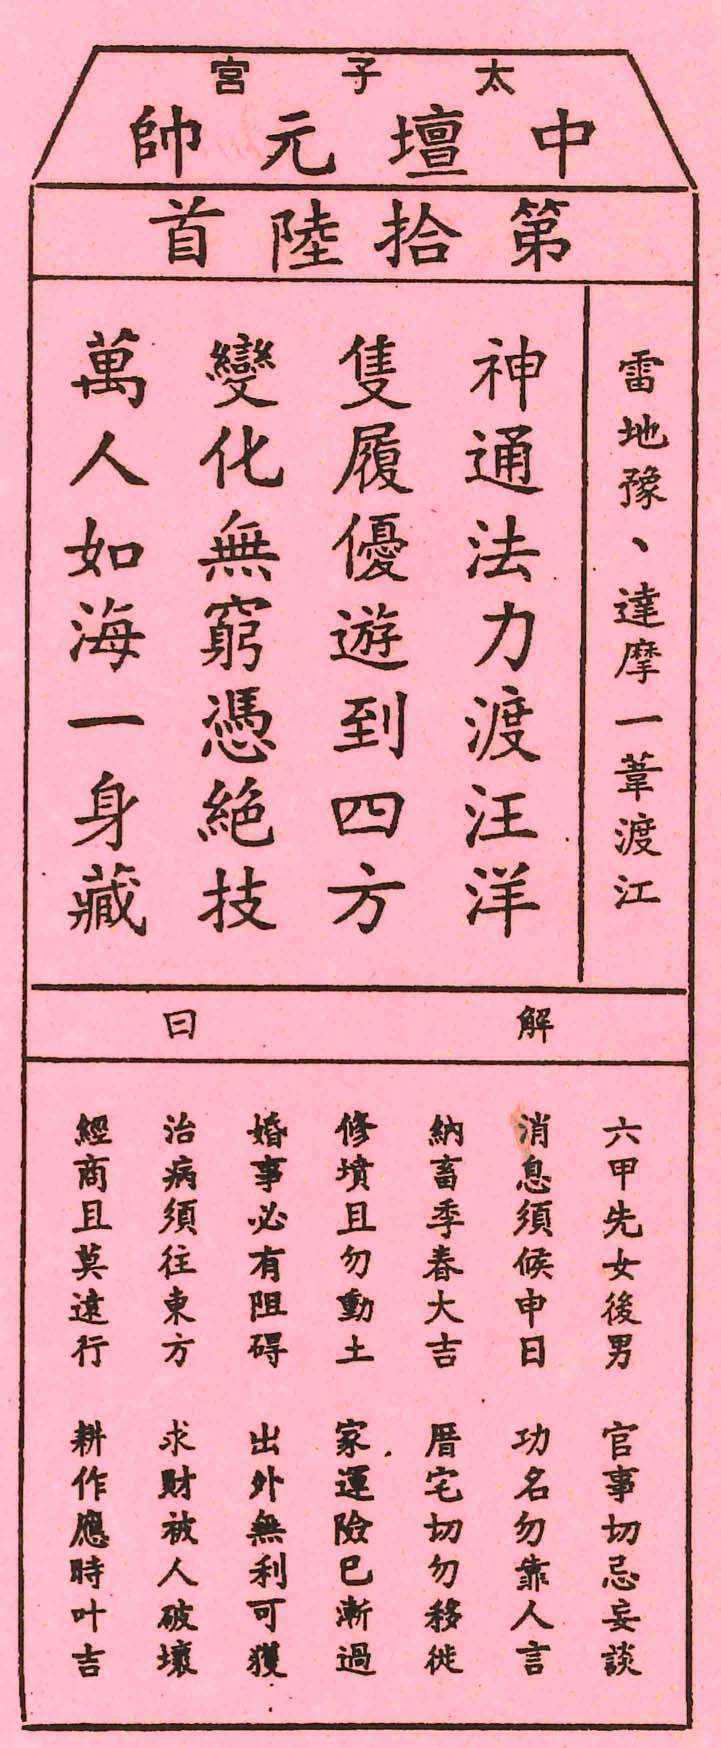 太子宮
中壇元帥
第拾陸首
雷地豫、達摩一葦渡江
神通法力渡汪洋
隻履優遊到四方
變化無窮憑絕技
萬人如海一身藏
解曰
六甲先女後男　官事切忌妄談
消息須候申日　功名勿靠人言
納畜季春大吉　厝宅切勿移徙
修墳且勿動土　家運險巳漸過
婚事必有阻碍　出外無利可獲
治病須往東方　求財被人破壞
經商且莫遠行　耕作應時叶吉